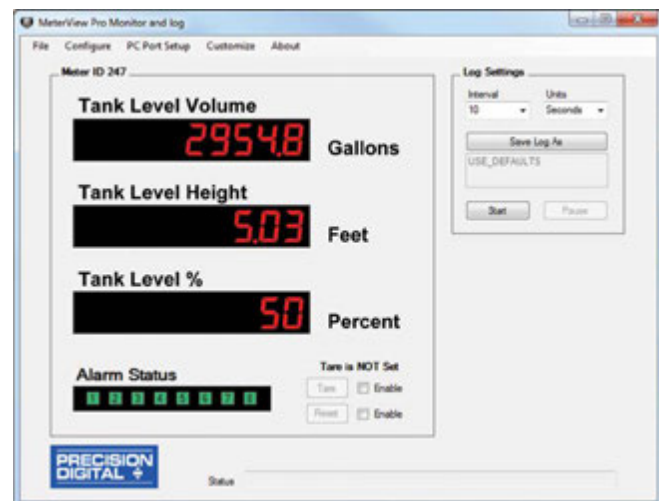 MeterView Pro Monitor and log
File Configure PC Port Setup Customize About
Meter ID 247
Tank Level Volume
2954.8 Gallons
Tank Level Height
5.03 Feet
Tank Level %
50 Percent
Alarm Status
1 2 3 4 5 6 7 8
Tare is NOT Set
Tare Enable
Reset Enable
Log Settings
Interval Units
10 Seconds
Save Log As
USE_DEFAULTS
Start Pause
PRECISION
DIGITAL
Status